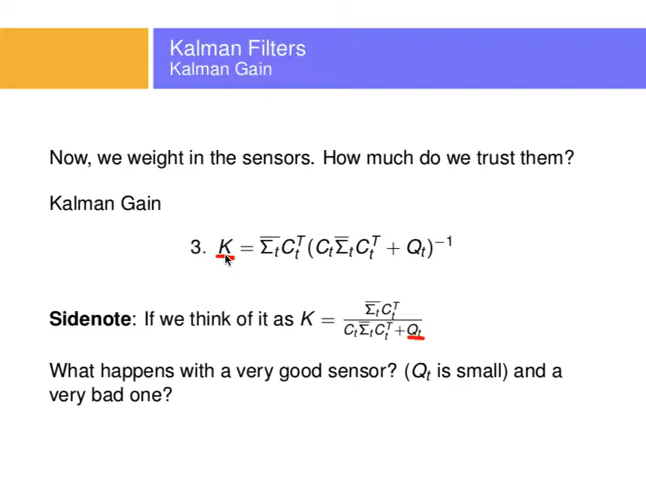 Kalman Filters
Kalman Gain
Now, we weight in the sensors. How much do we trust them?
Kalman Gain
3. K = Σ̅ₜCₜᵀ(CₜΣ̅ₜCₜᵀ + Qₜ)⁻¹
Sidenote: If we think of it as K = Σ̅ₜCₜᵀ / CₜΣ̅ₜCₜᵀ+Qₜ
What happens with a very good sensor? (Qₜ is small) and a
very bad one?